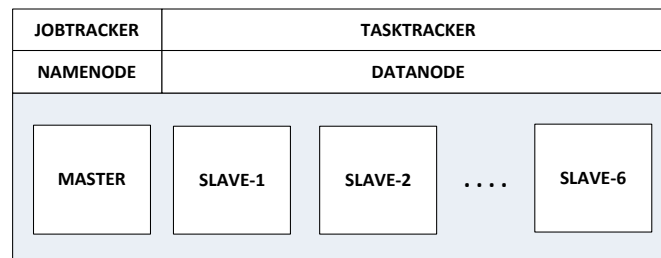 JOBTRACKER TASKTRACKER
NAMENODE DATANODE
MASTER SLAVE-1 SLAVE-2 . . . . SLAVE-6